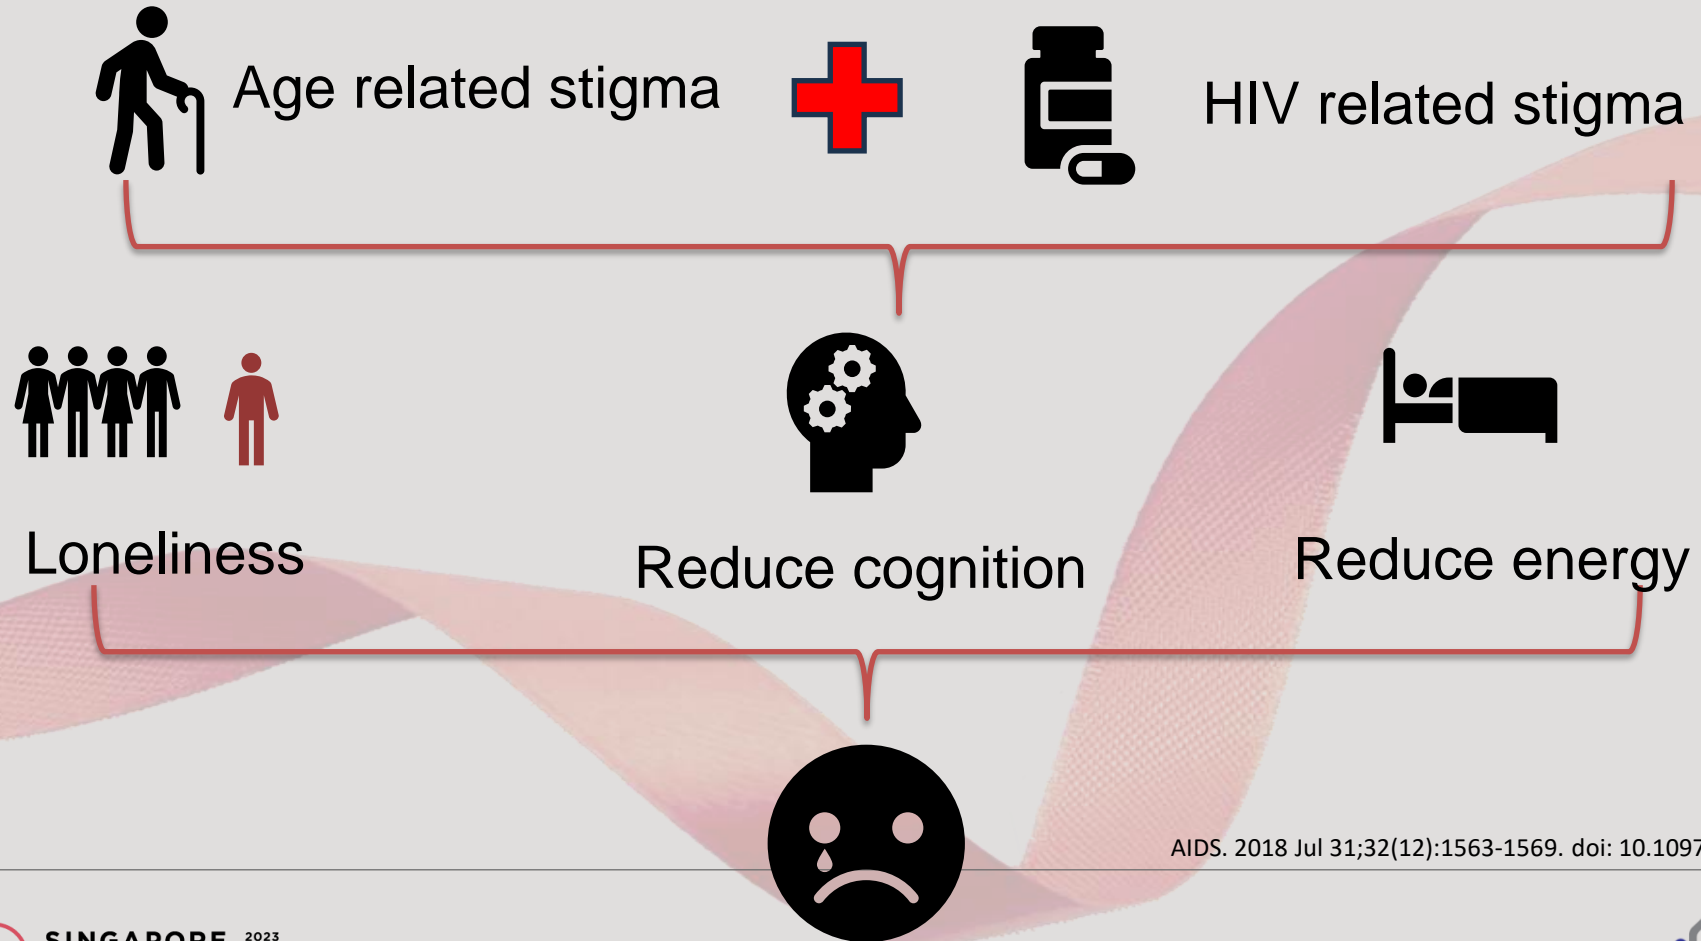 Age related stigma
HIV related stigma
Loneliness
Reduce cognition
Reduce energy
AIDS. 2018 Jul 31;32(12):1563-1569. doi: 10.1097
SINGAPORE 2023